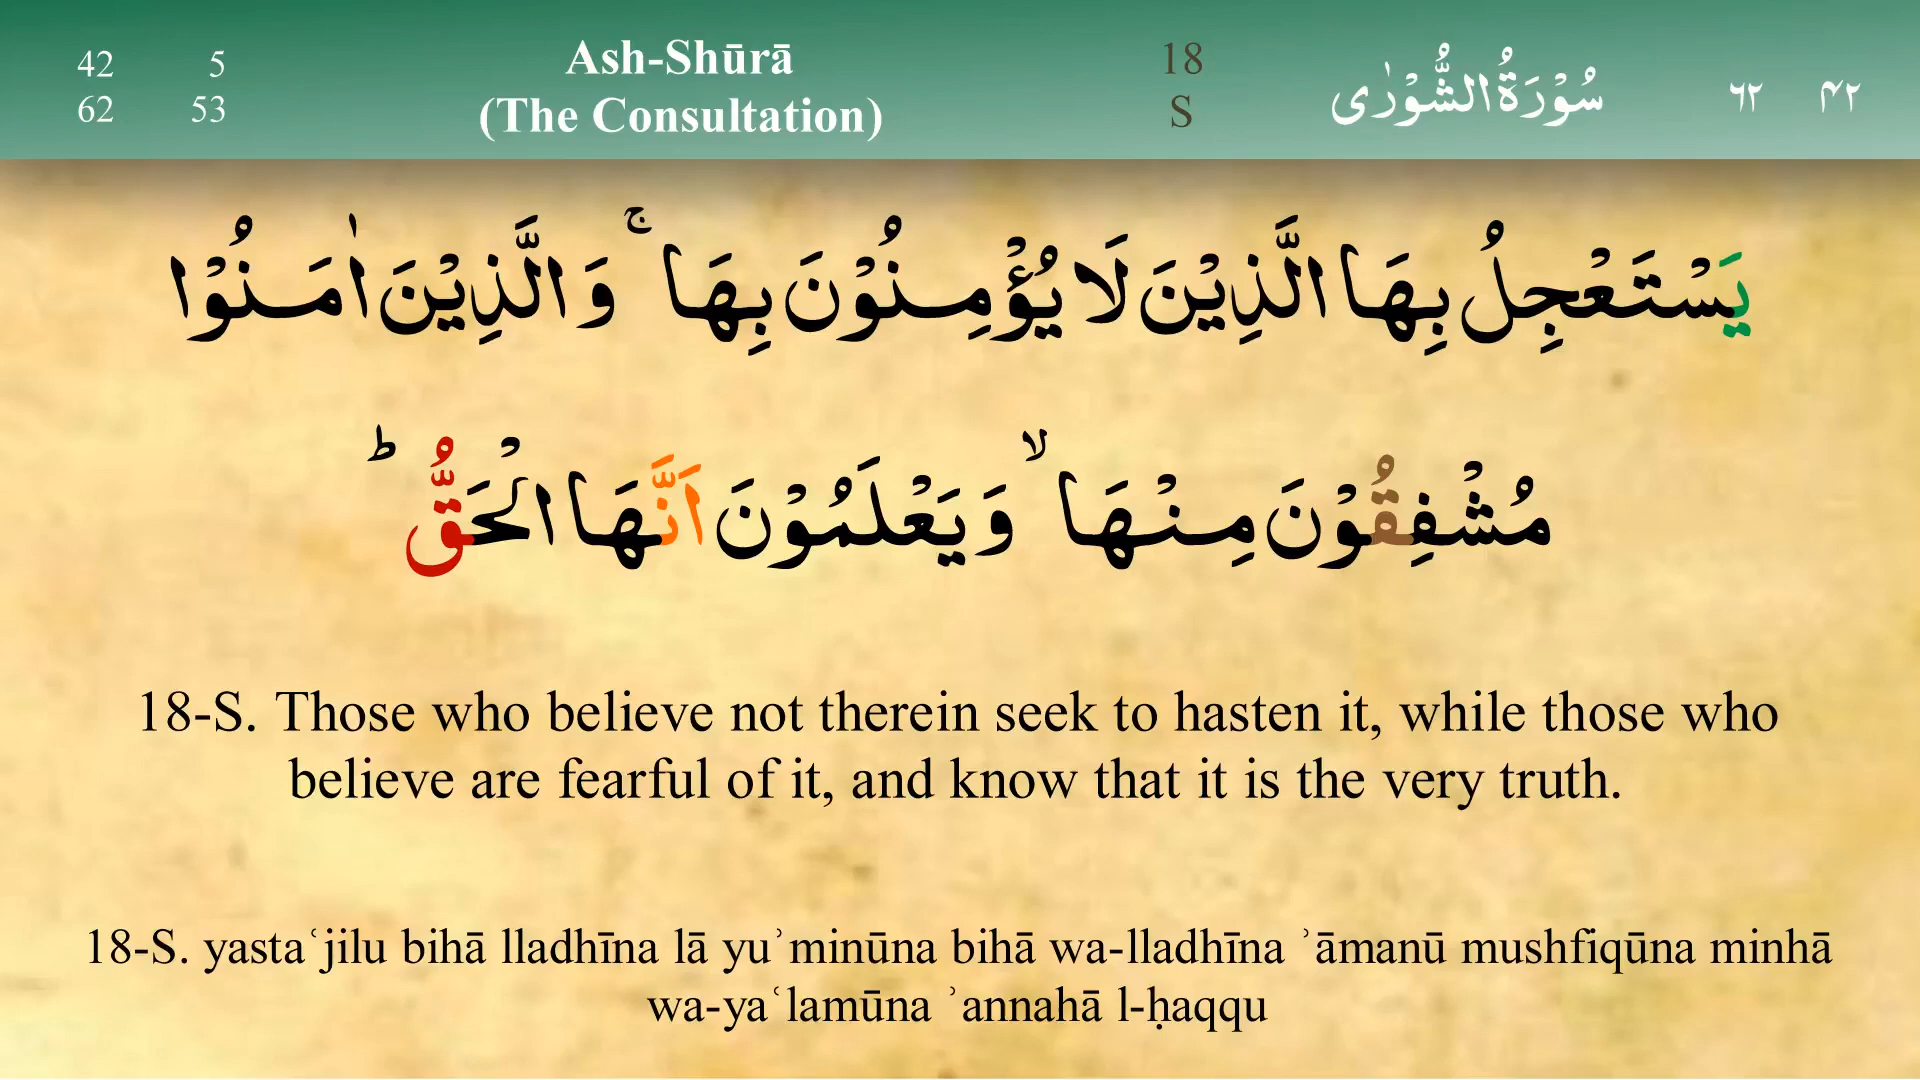 42 5
62 53
Ash-Shūrā
(The Consultation)
18
S
سُوْرَةُ الشُّوْرٰى
٦٢ ۴۲
يَسْتَعْجِلُ بِهَا الَّذِيْنَ لَا يُؤْمِنُوْنَ بِهَا ۚ وَالَّذِيْنَ اٰمَنُوْا
مُشْفِقُوْنَ مِنْهَا ۙ وَيَعْلَمُوْنَ اَنَّهَا الْحَقُّ ؕ
18-S. Those who believe not therein seek to hasten it, while those who
believe are fearful of it, and know that it is the very truth.
18-S. yastaʿjilu bihā lladhīna lā yuʾminūna bihā wa-lladhīna ʾāmanū mushfiqūna minhā
wa-yaʿlamūna ʾannahā l-ḥaqqu